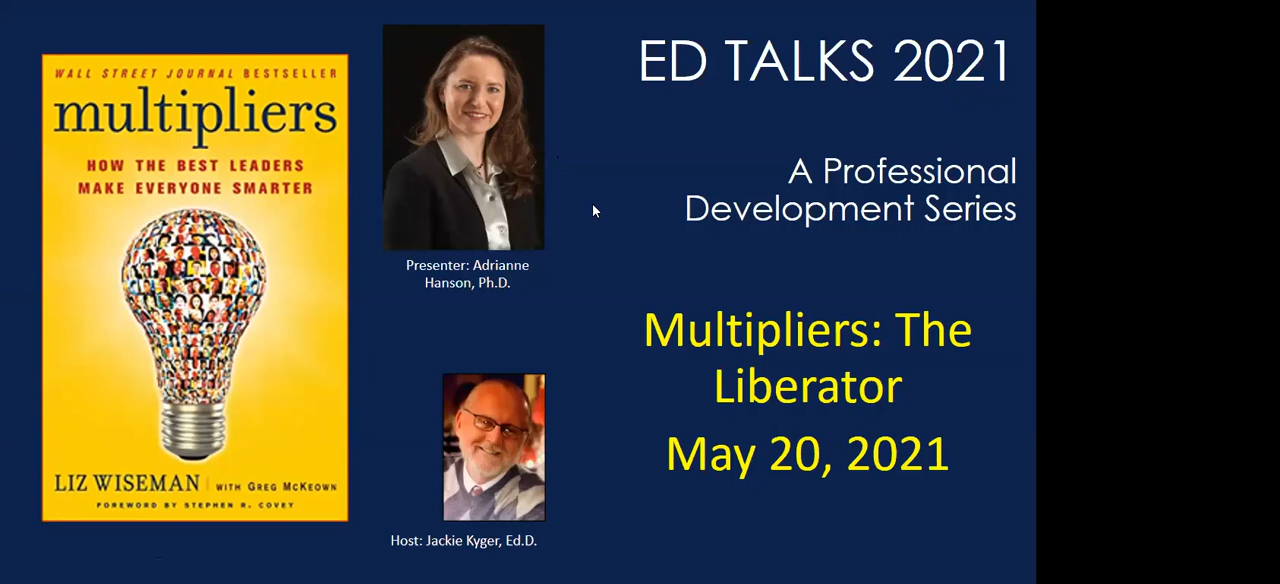 WALL STREET JOURNAL BESTSELLER
multipliers
HOW THE BEST LEADERS
MAKE EVERYONE SMARTER
LIZ WISEMAN WITH GREG McKEOWN
FOREWORD BY STEPHEN R. COVEY
Presenter: Adrianne
Hanson, Ph.D.
Host: Jackie Kyger, Ed.D.
ED TALKS 2021
A Professional
Development Series
Multipliers: The
Liberator
May 20, 2021